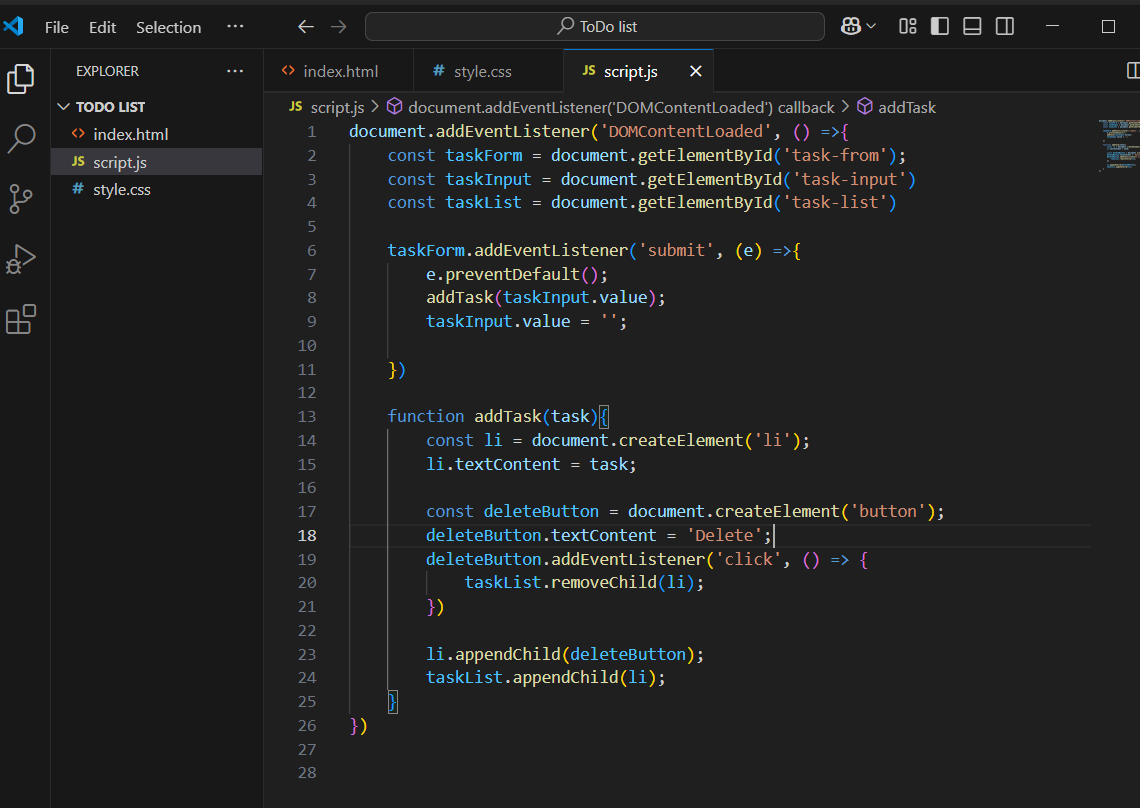 File Edit Selection ··· ToDo list
EXPLORER ···
index.html style.css JS script.js
TODO LIST
index.html
JS script.js
# style.css
JS script.js > document.addEventListener('DOMContentLoaded') callback > addTask
1 document.addEventListener('DOMContentLoaded', () =>{
2 const taskForm = document.getElementById('task-from');
3 const taskInput = document.getElementById('task-input')
4 const taskList = document.getElementById('task-list')
5
6 taskForm.addEventListener('submit', (e) =>{
7 e.preventDefault();
8 addTask(taskInput.value);
9 taskInput.value = '';
10
11 })
12
13 function addTask(task){
14 const li = document.createElement('li');
15 li.textContent = task;
16
17 const deleteButton = document.createElement('button');
18 deleteButton.textContent = 'Delete';
19 deleteButton.addEventListener('click', () => {
20 taskList.removeChild(li);
21 })
22
23 li.appendChild(deleteButton);
24 taskList.appendChild(li);
25 }
26 })
27
28